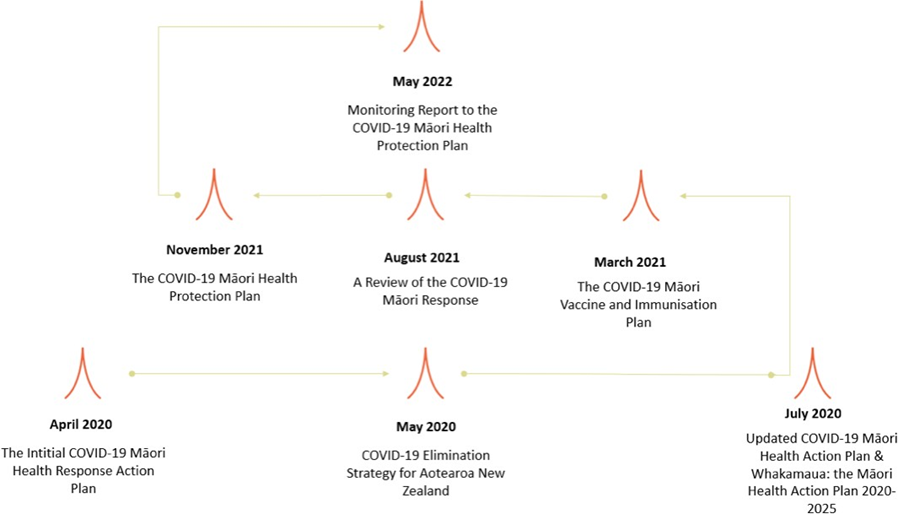 May 2022
Monitoring Report to the
COVID-19 Māori Health
Protection Plan
November 2021
The COVID-19 Māori Health
Protection Plan
August 2021
A Review of the COVID-19
Māori Response
March 2021
The COVID-19 Māori
Vaccine and Immunisation
Plan
April 2020
The Intitial COVID-19 Māori
Health Response Action
Plan
May 2020
COVID-19 Elimination
Strategy for Aotearoa New
Zealand
July 2020
Updated COVID-19 Māori
Health Action Plan &
Whakamaua: the Māori
Health Action Plan 2020-
2025